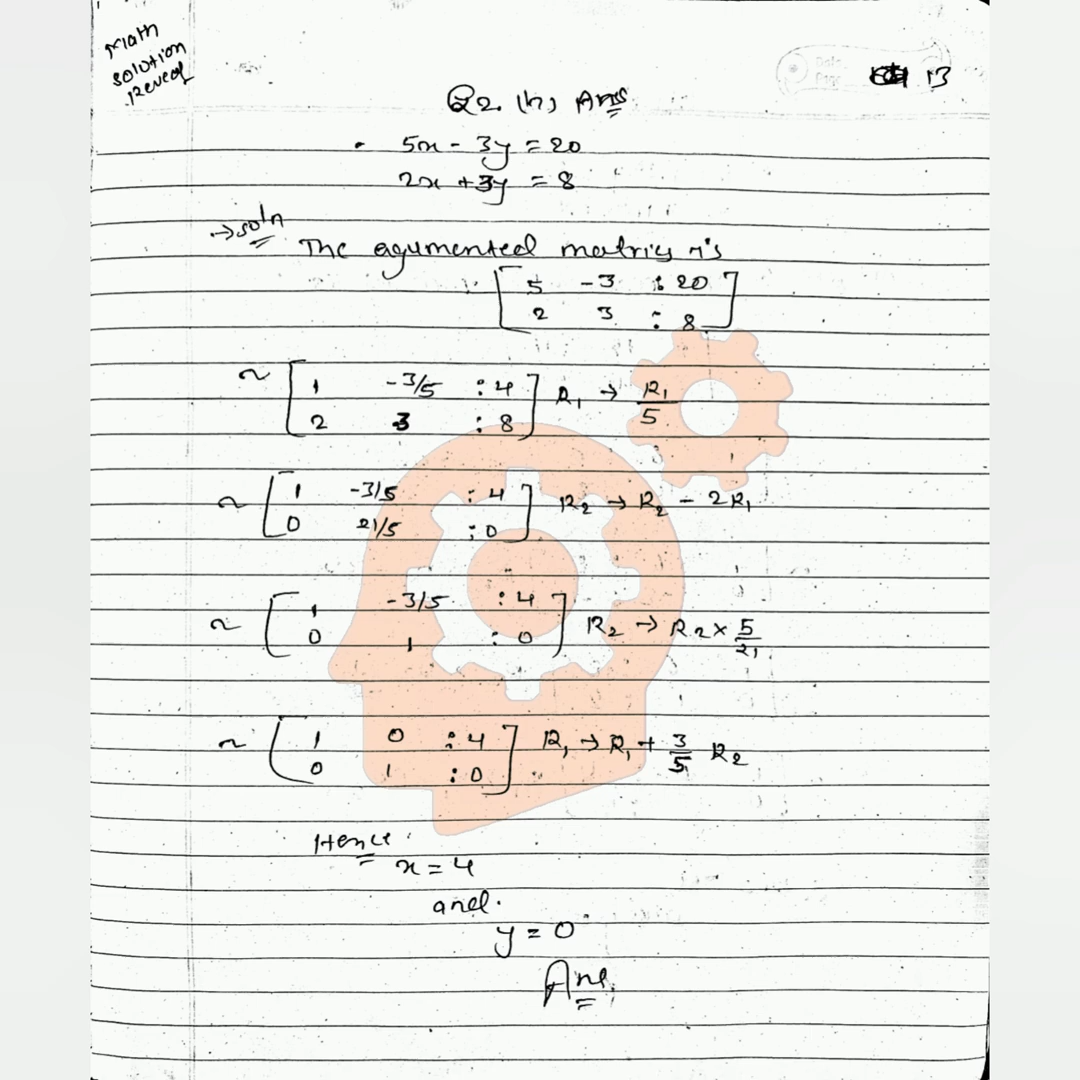 Math
solution
Reveal
13
Q2. (h) Ans
5x - 3y = 20
2x + 3y = 8
→ soln
The agumented matrix is
[ 5 -3 : 20 ]
[ 2 3 : 8 ]
~ [ 1 -3/5 : 4 ] R₁ → R₁/5
[ 2 3 : 8 ]
~ [ 1 -3/5 : 4 ] R₂ → R₂ - 2R₁
[ 0 21/5 : 0 ]
~ [ 1 -3/5 : 4 ] R₂ → R₂ × 5/21
[ 0 1 : 0 ]
~ [ 1 0 : 4 ] R₁ → R₁ + 3/5 R₂
[ 0 1 : 0 ]
Hence
x = 4
and.
y = 0
Ans.